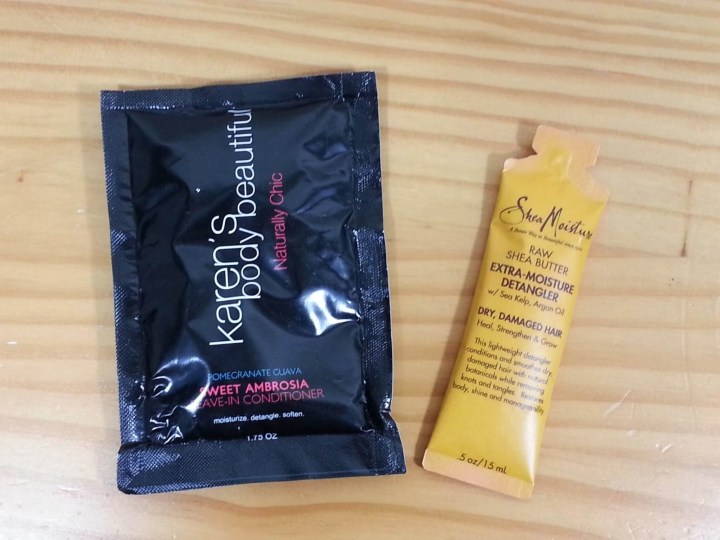 karen's
body beautiful
Naturally Chic
POMEGRANATE GUAVA
SWEET AMBROSIA
LEAVE-IN CONDITIONER
moisturize. detangle. soften.
1.75 OZ
SheaMoisture
RAW
SHEA BUTTER
EXTRA-MOISTURE
DETANGLER
w/ Sea Kelp, Argan Oil
DRY, DAMAGED HAIR
Heal, Strengthen & Grow
This lightweight detangler
conditions and smoothes dry,
damaged hair with natural
botanicals while removing
knots and tangles. Restores
body, shine and manageability.
.5 oz/15 ml